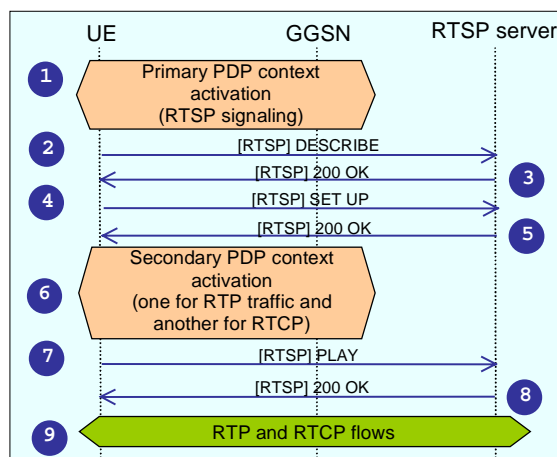 UE GGSN RTSP server
1
Primary PDP context
activation
(RTSP signaling)
2
[RTSP] DESCRIBE
[RTSP] 200 OK
3
4
[RTSP] SET UP
[RTSP] 200 OK
5
6
Secondary PDP context
activation
(one for RTP traffic and
another for RTCP)
7
[RTSP] PLAY
[RTSP] 200 OK
8
9
RTP and RTCP flows